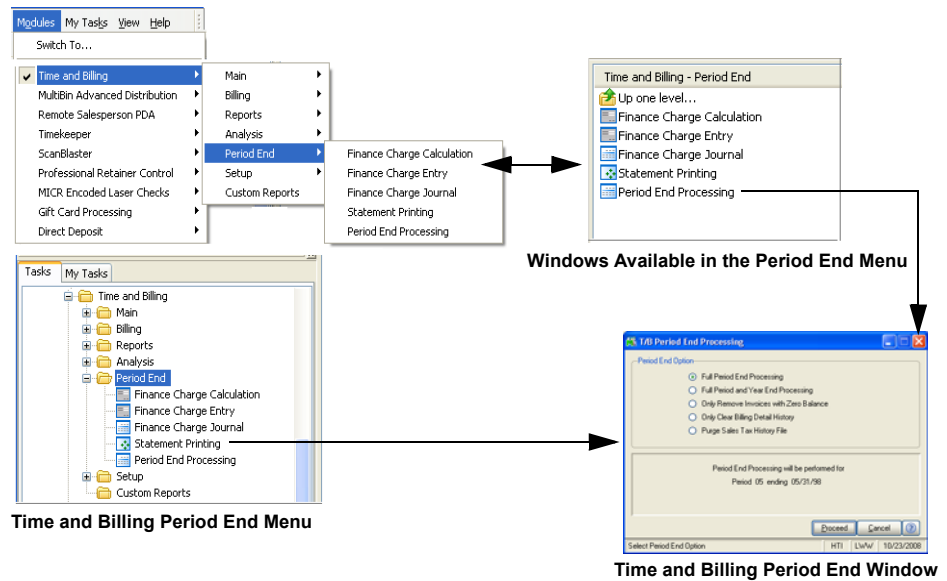 Modules My Tasks View Help
Switch To...
Time and Billing
MultiBin Advanced Distribution
Remote Salesperson PDA
Timekeeper
ScanBlaster
Professional Retainer Control
MICR Encoded Laser Checks
Gift Card Processing
Direct Deposit
Main
Billing
Reports
Analysis
Period End
Setup
Custom Reports
Finance Charge Calculation
Finance Charge Entry
Finance Charge Journal
Statement Printing
Period End Processing
Time and Billing - Period End
Up one level...
Finance Charge Calculation
Finance Charge Entry
Finance Charge Journal
Statement Printing
Period End Processing
Windows Available in the Period End Menu
Tasks My Tasks
Time and Billing
Main
Billing
Reports
Analysis
Period End
Finance Charge Calculation
Finance Charge Entry
Finance Charge Journal
Statement Printing
Period End Processing
Setup
Custom Reports
Time and Billing Period End Menu
T/B Period End Processing
Period End Option
Full Period End Processing
Full Period and Year End Processing
Only Remove Invoices with Zero Balance
Only Clear Billing Detail History
Purge Sales Tax History File
Period End Processing will be performed for
Period 05 ending 05/31/98
Proceed Cancel
Select Period End Option HTI LWW 10/23/2008
Time and Billing Period End Window